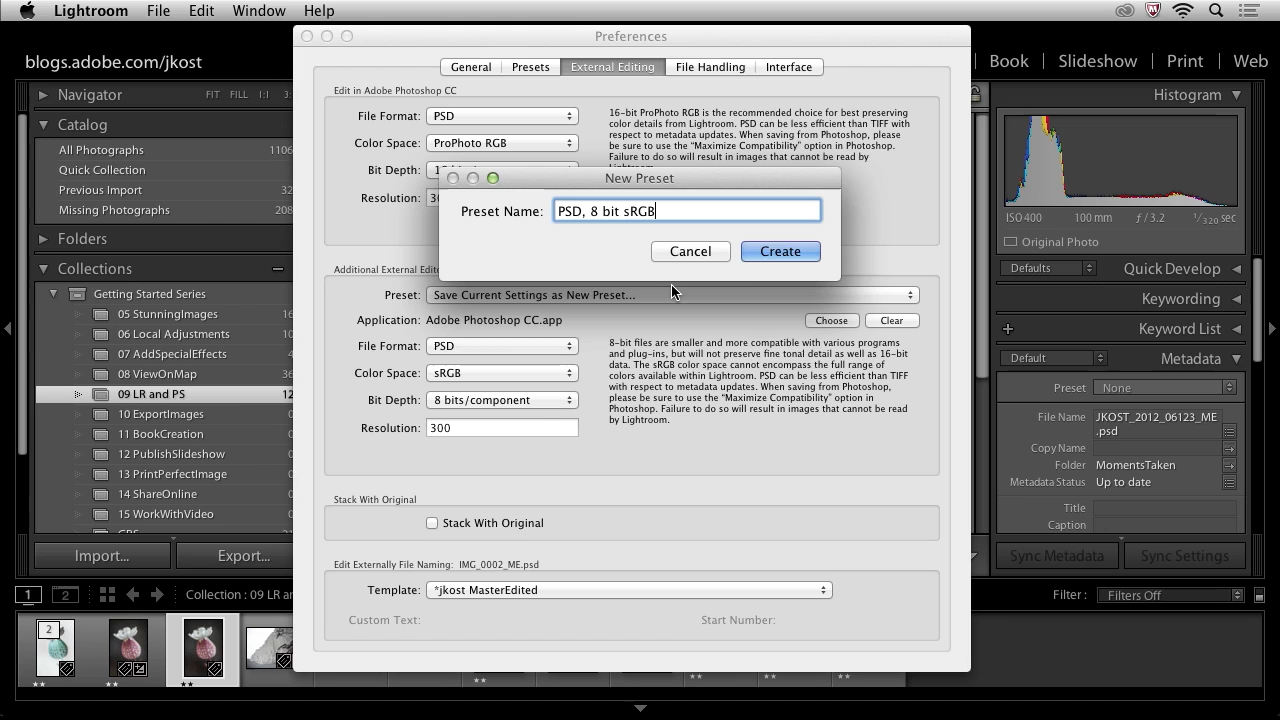 Lightroom File Edit Window Help
Preferences
blogs.adobe.com/jkost
Book | Slideshow | Print | Web
General Presets External Editing File Handling Interface
Navigator FIT FILL 1:1
Catalog
All Photographs 1106
Quick Collection
Previous Import 32
Missing Photographs 210
Folders
Collections
Getting Started Series
05 StunningImages 16
06 Local Adjustments
07 AddSpecialEffects
08 ViewOnMap 36
09 LR and PS 12
10 ExportImages
11 BookCreation
12 PublishSlideshow
13 PrintPerfectImage
14 ShareOnline
15 WorkWithVideo
Import... Export...
Edit in Adobe Photoshop CC
File Format: PSD
Color Space: ProPhoto RGB
Bit Depth:
Resolution:
16-bit ProPhoto RGB is the recommended choice for best preserving
color details from Lightroom. PSD can be less efficient than TIFF with
respect to metadata updates. When saving from Photoshop, please
be sure to use the “Maximize Compatibility” option in Photoshop.
Failure to do so will result in images that cannot be read by
New Preset
Preset Name: PSD, 8 bit sRGB
Cancel Create
Additional External
Preset: Save Current Settings as New Preset...
Application: Adobe Photoshop CC.app Choose Clear
File Format: PSD
Color Space: sRGB
Bit Depth: 8 bits/component
Resolution: 300
8-bit files are smaller and more compatible with various programs
and plug-ins, but will not preserve fine tonal detail as well as 16-bit
data. The sRGB color space cannot encompass the full range of
colors available within Lightroom. PSD can be less efficient than TIFF
with respect to metadata updates. When saving from Photoshop,
please be sure to use the “Maximize Compatibility” option in
Photoshop. Failure to do so will result in images that cannot be read
by Lightroom.
Stack With Original
Stack With Original
Edit Externally File Naming: IMG_0002_ME.psd
Template: *jkost MasterEdited
Custom Text: Start Number:
Histogram
ISO 400 100 mm ƒ / 3.2 1/320 sec
Original Photo
Defaults Quick Develop
Keywording
Keyword List
Default Metadata
Preset None
File Name JKOST_2012_06123_ME
.psd
Copy Name
Folder MomentsTaken
Metadata Status Up to date
Title
Caption
Sync Metadata Sync Settings
1 2 Collection : 09 LR
Filter : Filters Off
2